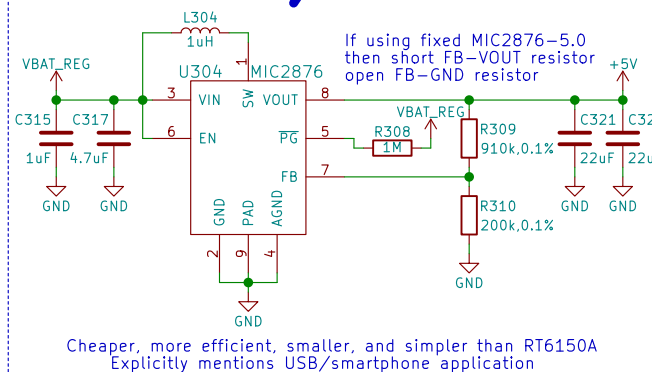 L304
1uH
If using fixed MIC2876-5.0
then short FB-VOUT resistor
open FB-GND resistor
VBAT_REG
U304
MIC2876
+5V
1
3
VIN
SW
VOUT
8
VBAT_REG
C315
C317
C321
C32
6
EN
PG
5
R308
1M
R309
910k,0.1%
1uF
4.7uF
22uF
22u
FB
7
GND
GND
GND
PAD
AGND
R310
200k,0.1%
GND
GND
2
9
4
GND
GND
Cheaper, more efficient, smaller, and simpler than RT6150A
Explicitly mentions USB/smartphone application